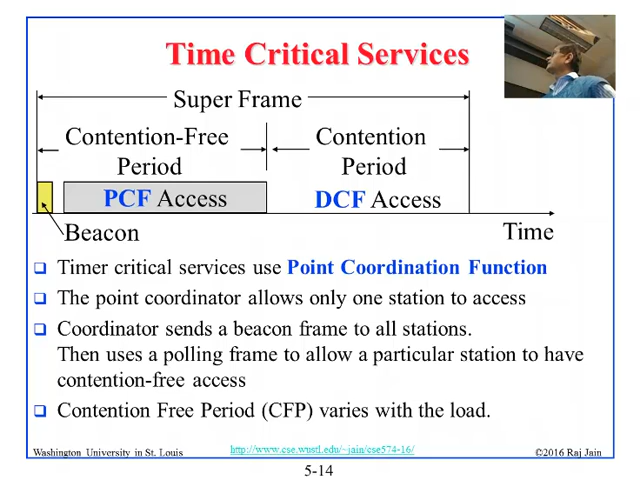 Time Critical Services
Super Frame
Contention-Free
Period
Contention
Period
PCF Access
DCF Access
Beacon
Time
Timer critical services use Point Coordination Function
The point coordinator allows only one station to access
Coordinator sends a beacon frame to all stations.
Then uses a polling frame to allow a particular station to have
contention-free access
Contention Free Period (CFP) varies with the load.
Washington University in St. Louis
http://www.cse.wustl.edu/~jain/cse574-16/
©2016 Raj Jain
5-14